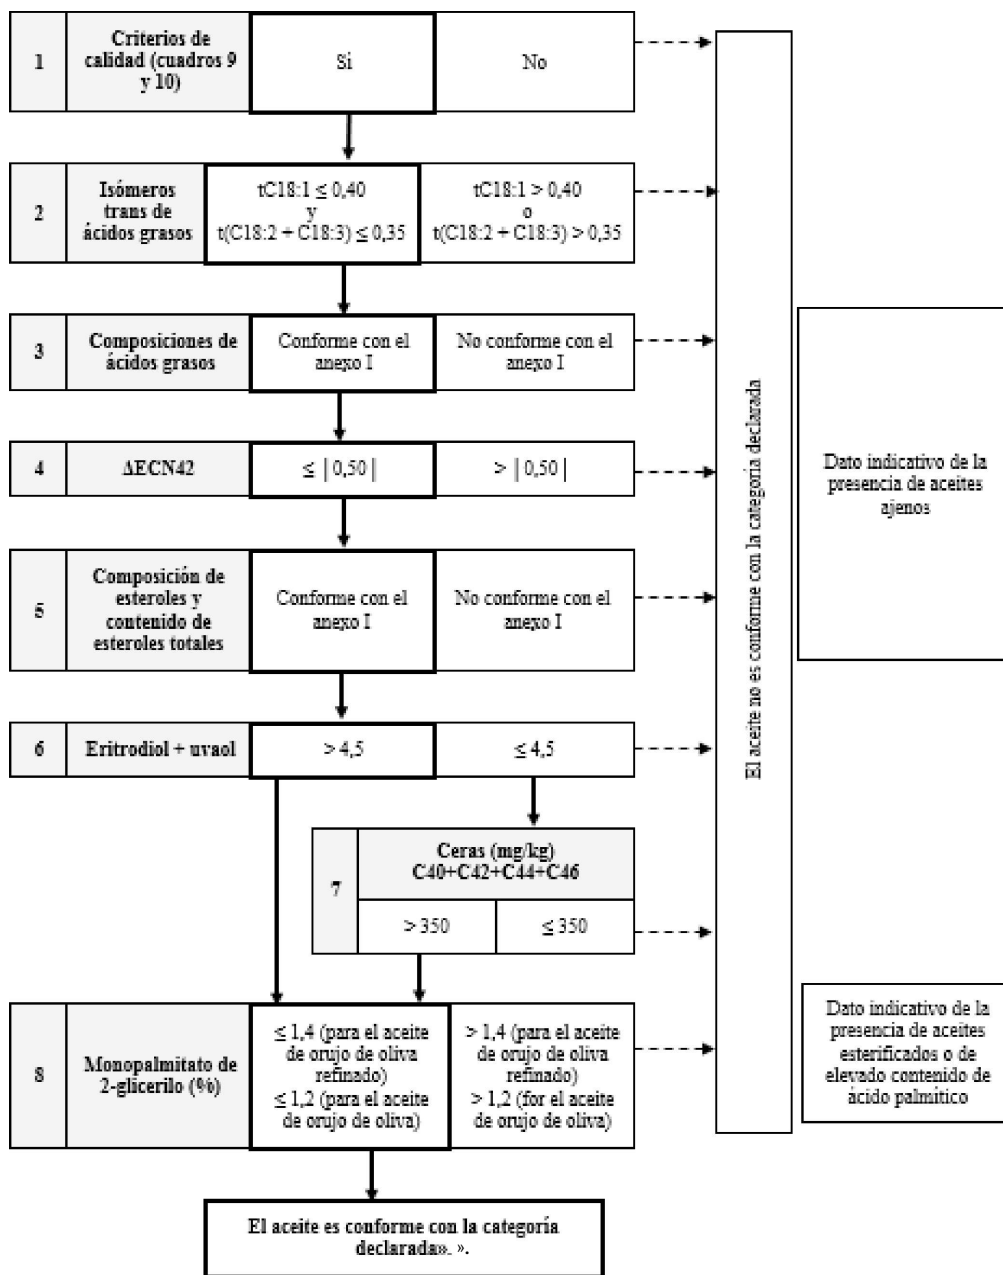 1
Criterios de
calidad (cuadros 9
y 10)
Si
No
2
Isómeros
trans de
ácidos grasos
tC18:1 ≤ 0,40
y
t(C18:2 + C18:3) ≤ 0,35
tC18:1 > 0,40
o
t(C18:2 + C18:3) > 0,35
3
Composiciones de
ácidos grasos
Conforme con el
anexo I
No conforme con el
anexo I
4
ΔECN42
≤ | 0,50 |
> | 0,50 |
5
Composición de
esteroles y
contenido de
esteroles totales
Conforme con el
anexo I
No conforme con el
anexo I
6
Eritrodiol + uvaol
> 4,5
≤ 4,5
7
Ceras (mg/kg)
C40+C42+C44+C46
> 350
≤ 350
8
Monopalmitato de
2-glicerilo (%)
≤ 1,4 (para el aceite
de orujo de oliva
refinado)
≤ 1,2 (para el aceite
de orujo de oliva)
> 1,4 (para el aceite
de orujo de oliva
refinado)
> 1,2 (for el aceite
de orujo de oliva)
El aceite es conforme con la categoría
declarada». ».
El aceite no es conforme con la categoría declarada
Dato indicativo de la
presencia de aceites
ajenos
Dato indicativo de la
presencia de aceites
esterificados o de
elevado contenido de
ácido palmítico